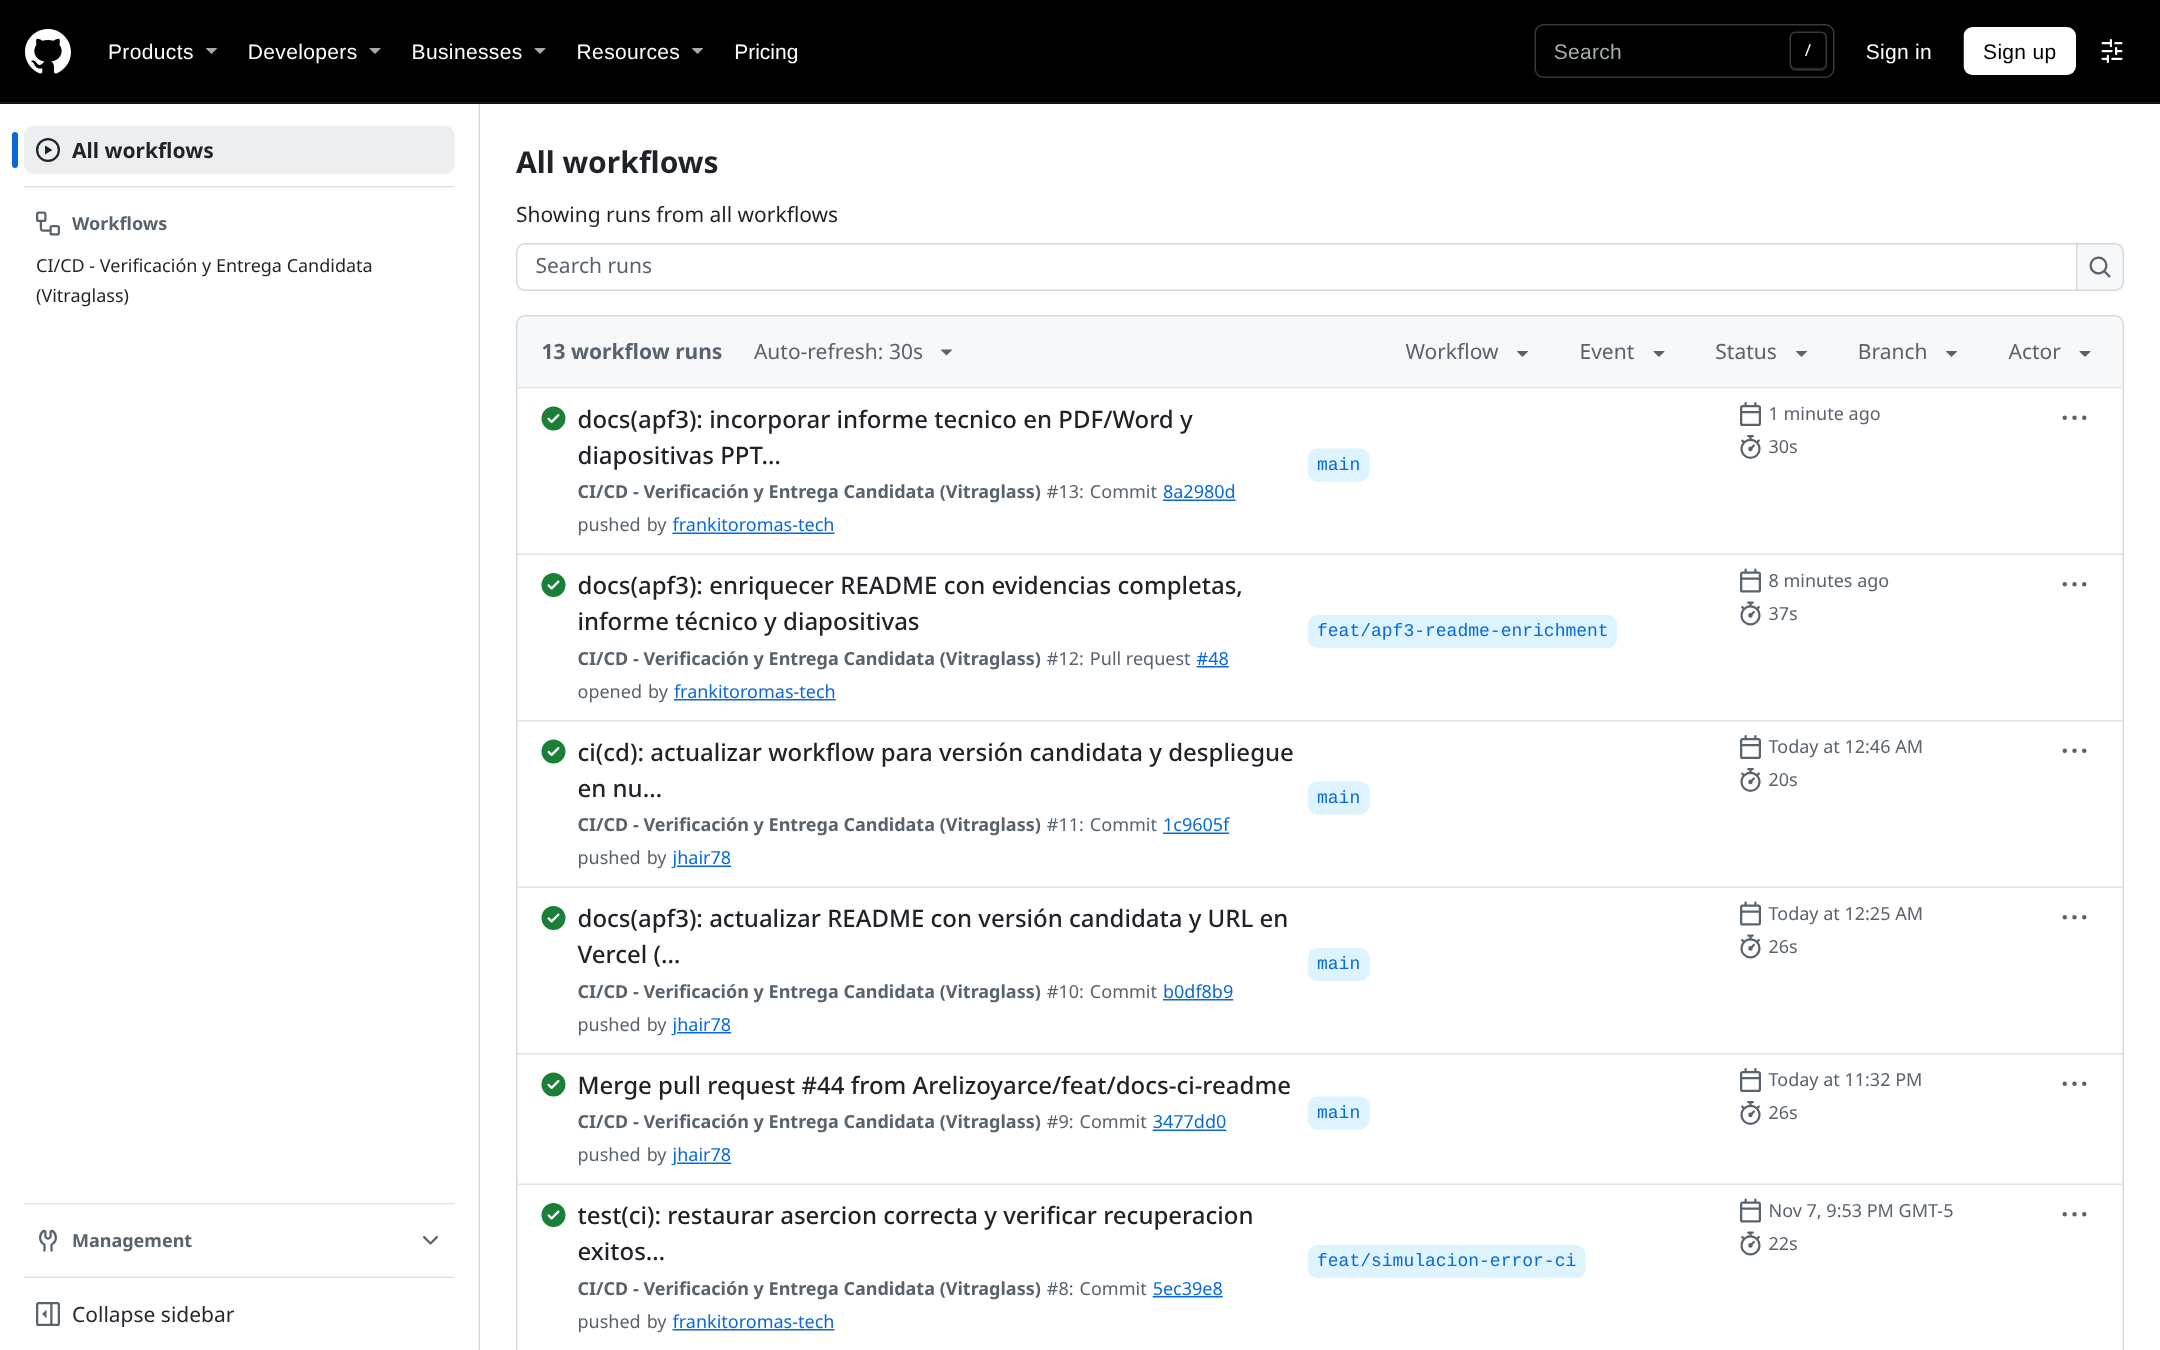 Products Developers Businesses Resources Pricing Search / Sign in Sign up
All workflows
Workflows
CI/CD - Verificación y Entrega Candidata
(Vitraglass)
Management
Collapse sidebar
All workflows
Showing runs from all workflows
Search runs
13 workflow runs Auto-refresh: 30s Workflow Event Status Branch Actor
docs(apf3): incorporar informe tecnico en PDF/Word y
diapositivas PPT...
CI/CD - Verificación y Entrega Candidata (Vitraglass) #13: Commit 8a2980d
pushed by frankitoromas-tech
main
1 minute ago
30s
docs(apf3): enriquecer README con evidencias completas,
informe técnico y diapositivas
CI/CD - Verificación y Entrega Candidata (Vitraglass) #12: Pull request #48
opened by frankitoromas-tech
feat/apf3-readme-enrichment
8 minutes ago
37s
ci(cd): actualizar workflow para versión candidata y despliegue
en nu...
CI/CD - Verificación y Entrega Candidata (Vitraglass) #11: Commit 1c9605f
pushed by jhair78
main
Today at 12:46 AM
20s
docs(apf3): actualizar README con versión candidata y URL en
Vercel (...
CI/CD - Verificación y Entrega Candidata (Vitraglass) #10: Commit b0df8b9
pushed by jhair78
main
Today at 12:25 AM
26s
Merge pull request #44 from Arelizoyarce/feat/docs-ci-readme
CI/CD - Verificación y Entrega Candidata (Vitraglass) #9: Commit 3477dd0
pushed by jhair78
main
Today at 11:32 PM
26s
test(ci): restaurar asercion correcta y verificar recuperacion
exitos...
CI/CD - Verificación y Entrega Candidata (Vitraglass) #8: Commit 5ec39e8
pushed by frankitoromas-tech
feat/simulacion-error-ci
Nov 7, 9:53 PM GMT-5
22s